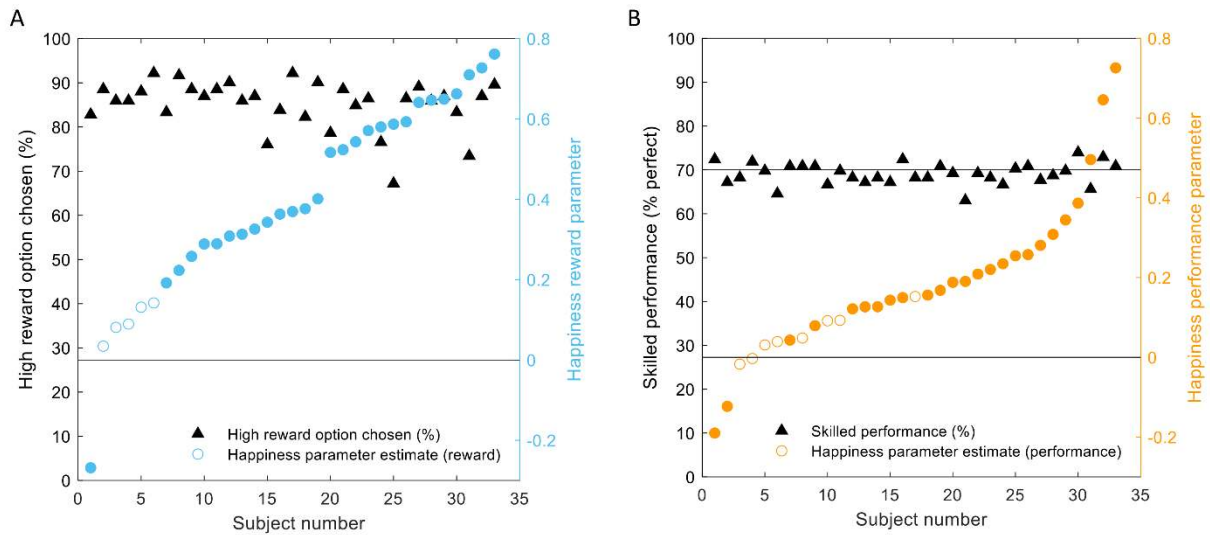 A
100
90
80
70
60
50
40
30
20
10
0
High reward option chosen (%)
0.8
0.6
0.4
0.2
0
-0.2
Happiness reward parameter
High reward option chosen (%)
Happiness parameter estimate (reward)
0 5 10 15 20 25 30 35
Subject number
B
100
90
80
70
60
50
40
30
20
10
0
Skilled performance (% perfect)
0.8
0.6
0.4
0.2
0
-0.2
Happiness performance parameter
Skilled performance (%)
Happiness parameter estimate (performance)
0 5 10 15 20 25 30 35
Subject number